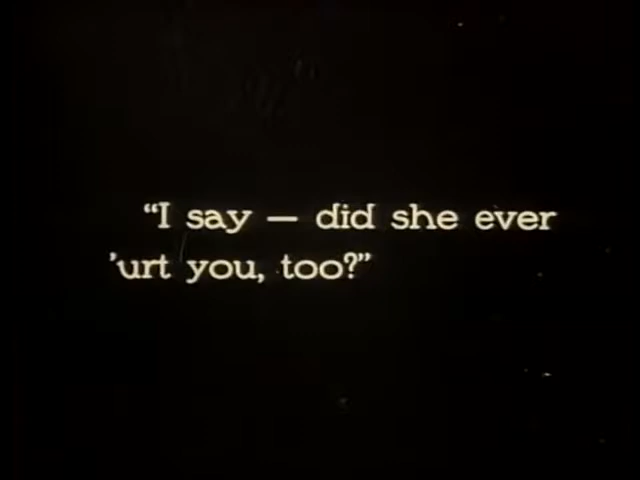 “I say — did she ever
’urt you, too?”